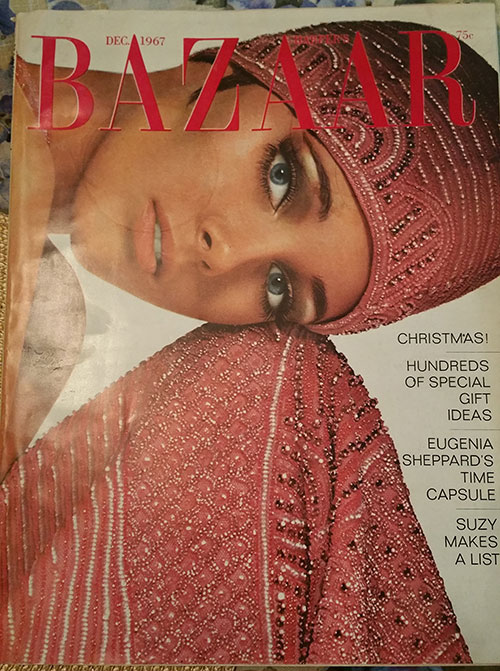 DEC. 1967 HARPER'S 75c
BAZAAR
CHRISTMAS!
HUNDREDS
OF SPECIAL
GIFT
IDEAS
EUGENIA
SHEPPARD'S
TIME
CAPSULE
SUZY
MAKES
A LIST